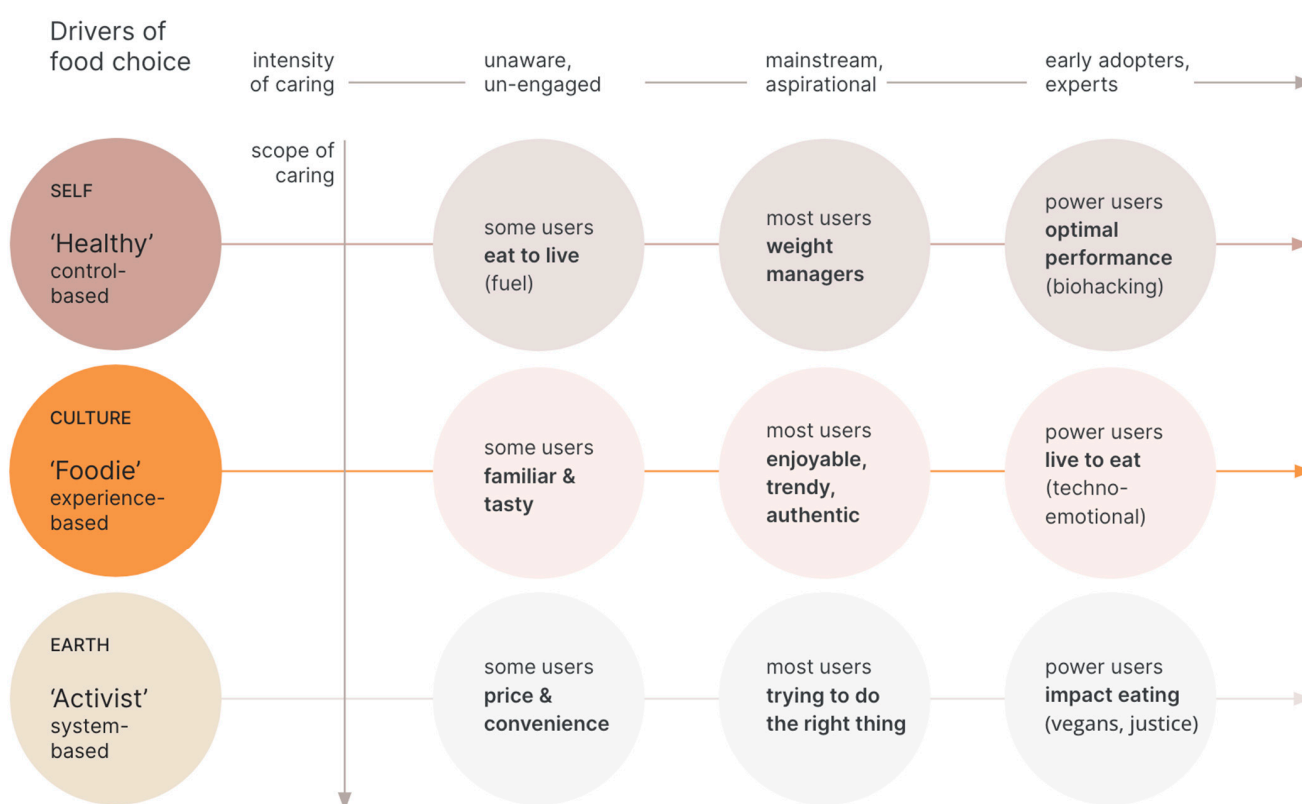 Drivers of
food choice
intensity
of caring
unaware,
un-engaged
mainstream,
aspirational
early adopters,
experts
scope of
caring
SELF
‘Healthy’
control-
based
some users
eat to live
(fuel)
most users
weight
managers
power users
optimal
performance
(biohacking)
CULTURE
‘Foodie’
experience-
based
some users
familiar &
tasty
most users
enjoyable,
trendy,
authentic
power users
live to eat
(techno-
emotional)
EARTH
‘Activist’
system-
based
some users
price &
convenience
most users
trying to do
the right thing
power users
impact eating
(vegans, justice)